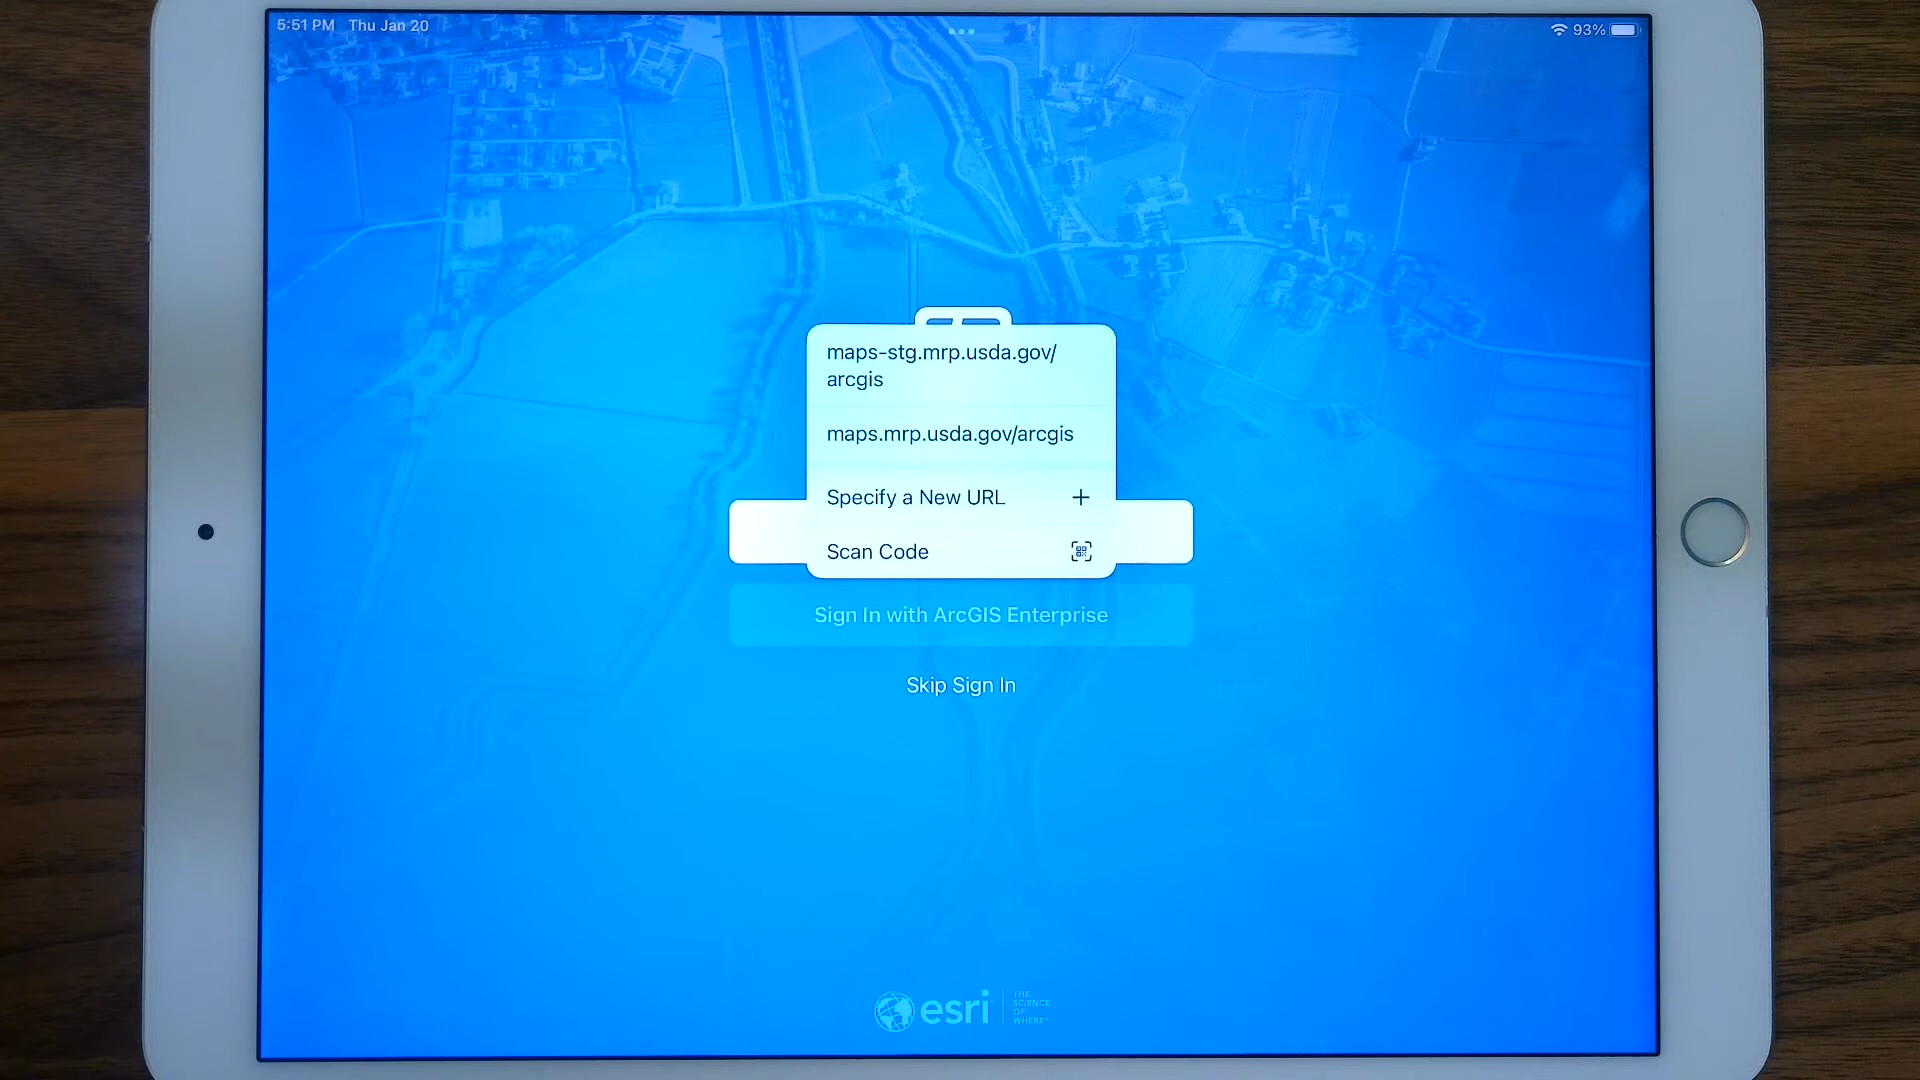 5:51 PM Thu Jan 20
93%
maps-stg.mrp.usda.gov/
arcgis
maps.mrp.usda.gov/arcgis
Specify a New URL
Scan Code
Sign In with ArcGIS Enterprise
Skip Sign In
esri
THE
SCIENCE
OF
WHERE